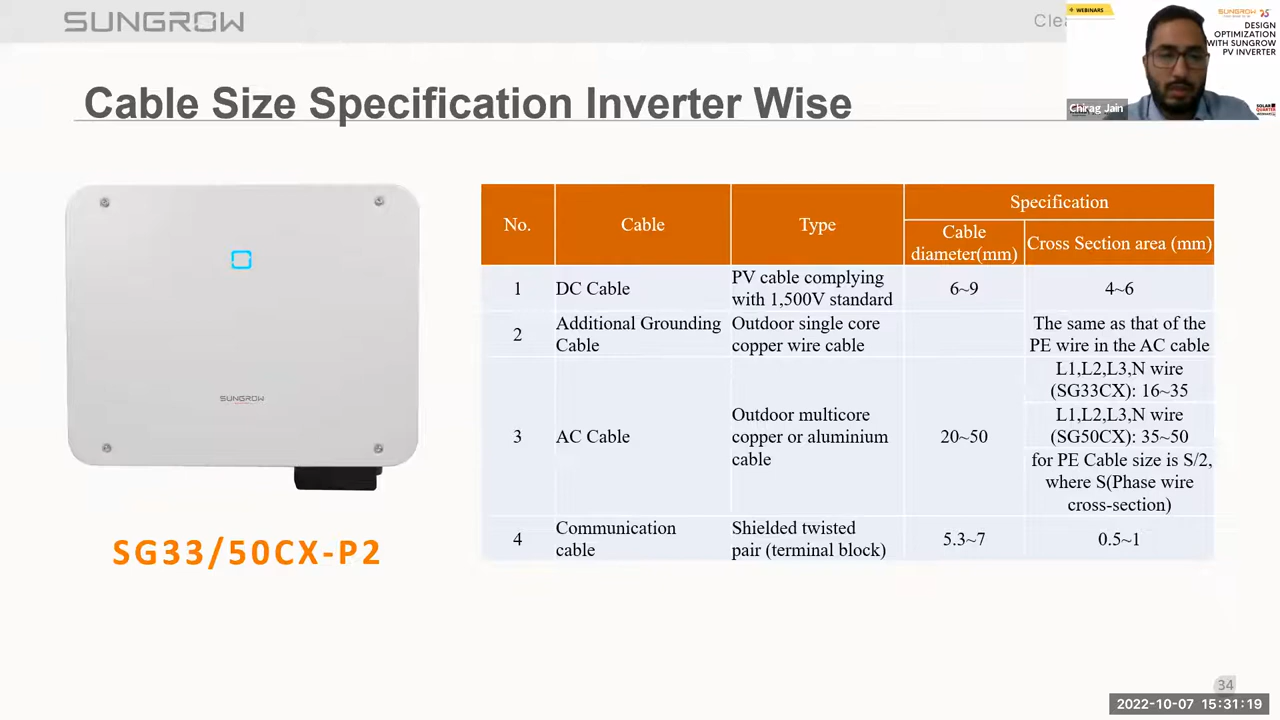 SUNGROW
Clea
WEBINARS
SUNGROW
DESIGN
OPTIMIZATION
WITH SUNGROW
PV INVERTER
Chirag Jain
SOLAR
QUARTER
Cable Size Specification Inverter Wise
SUNGROW
SG33/50CX-P2
No.
Cable
Type
Specification
Cable
diameter(mm)
Cross Section area (mm)
1
DC Cable
PV cable complying
with 1,500V standard
6~9
4~6
2
Additional Grounding
Cable
Outdoor single core
copper wire cable
The same as that of the
PE wire in the AC cable
3
AC Cable
Outdoor multicore
copper or aluminium
cable
20~50
L1,L2,L3,N wire
(SG33CX): 16~35
L1,L2,L3,N wire
(SG50CX): 35~50
for PE Cable size is S/2,
where S(Phase wire
cross-section)
4
Communication
cable
Shielded twisted
pair (terminal block)
5.3~7
0.5~1
34
2022-10-07 15:31:19